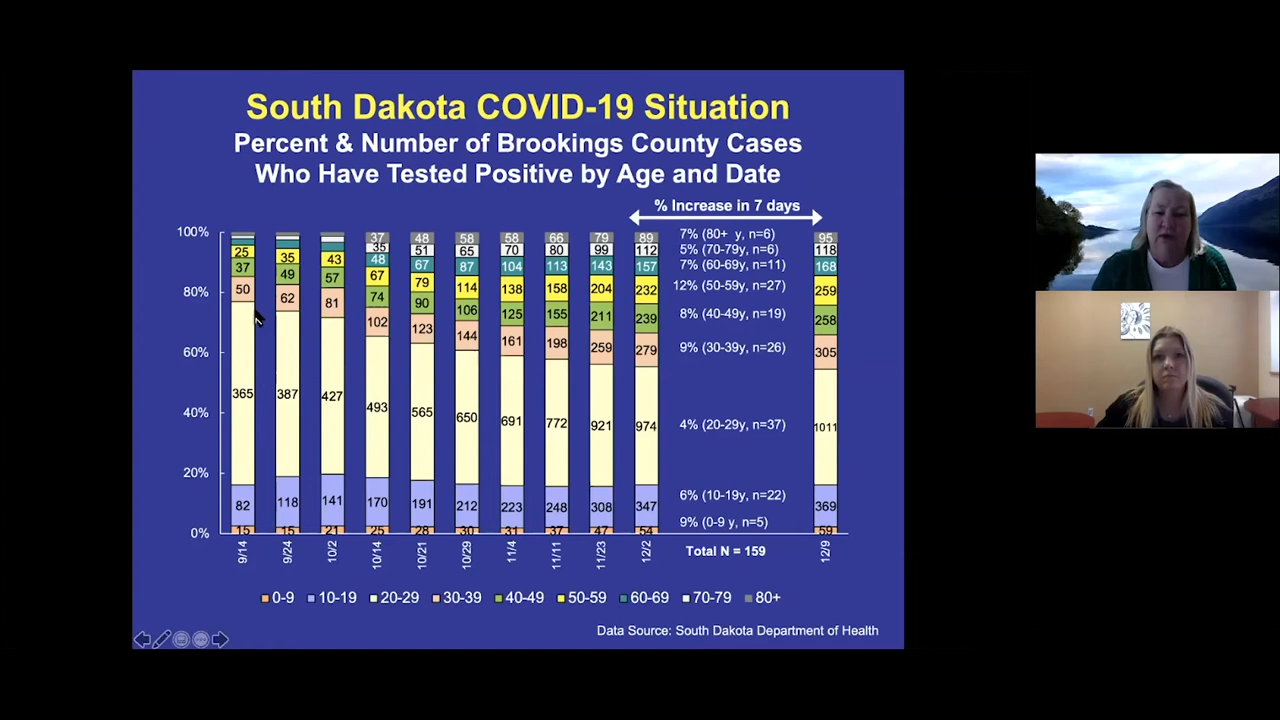 South Dakota COVID-19 Situation
Percent & Number of Brookings County Cases
Who Have Tested Positive by Age and Date
% Increase in 7 days
100%
80%
60%
40%
20%
0%
25 37 50 365 82 15
35 49 62 387 118 15
43 57 81 427 141 21
37 35 48 67 74 102 493 170 25
48 51 67 79 90 123 565 191 28
58 65 87 114 106 144 650 212 30
58 70 104 138 125 161 691 223 31
66 80 113 158 155 198 772 248 37
79 99 143 204 211 259 921 308 47
89 112 157 232 239 279 974 347 54
7% (80+ y, n=6)
5% (70-79y, n=6)
7% (60-69y, n=11)
12% (50-59y, n=27)
8% (40-49y, n=19)
9% (30-39y, n=26)
4% (20-29y, n=37)
6% (10-19y, n=22)
9% (0-9 y, n=5)
Total N = 159
95 118 168 259 258 305 1011 369 59
9/14 9/24 10/2 10/14 10/21 10/29 11/4 11/11 11/23 12/2 12/9
0-9 10-19 20-29 30-39 40-49 50-59 60-69 70-79 80+
Data Source: South Dakota Department of Health